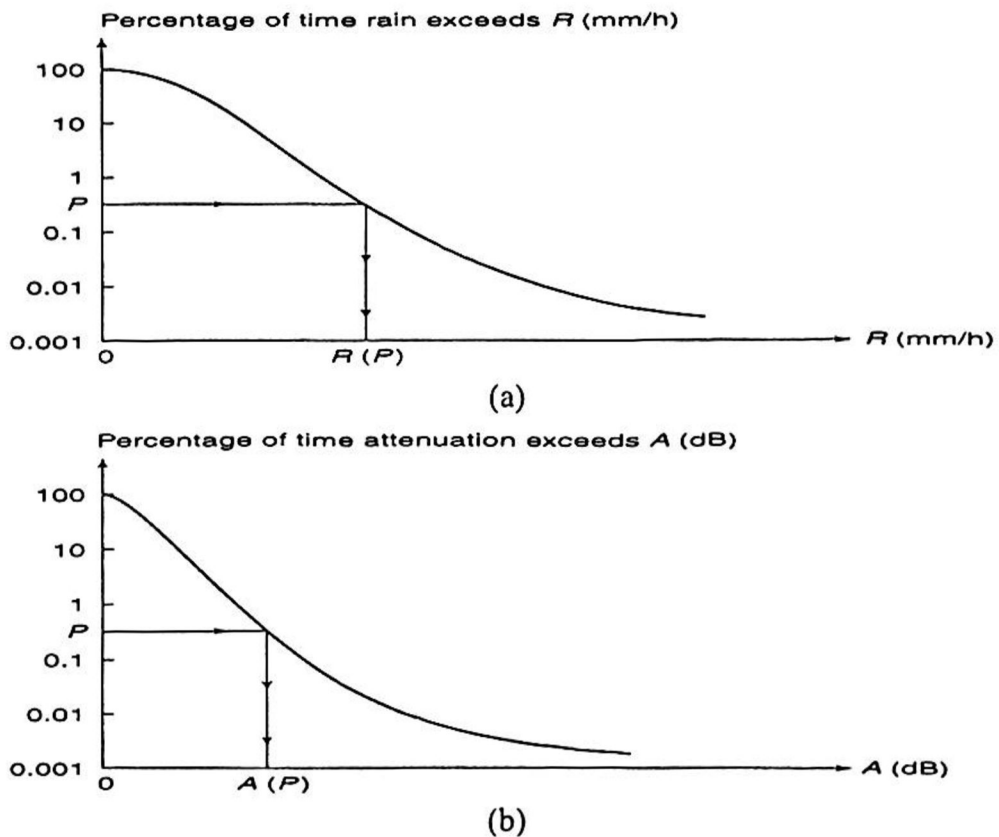 Percentage of time rain exceeds R (mm/h)
100
10
1
P
0.1
0.01
0.001
0
R (P)
R (mm/h)
(a)
Percentage of time attenuation exceeds A (dB)
100
10
1
P
0.1
0.01
0.001
0
A (P)
A (dB)
(b)